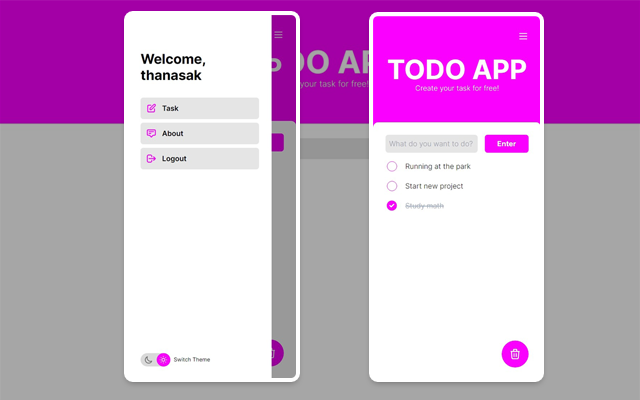 Welcome,
thanasak
Task
About
Logout
Switch Theme
TODO APP
Create your task for free!
What do you want to do?
Enter
Running at the park
Start new project
Study math
DO AP
your task for free!